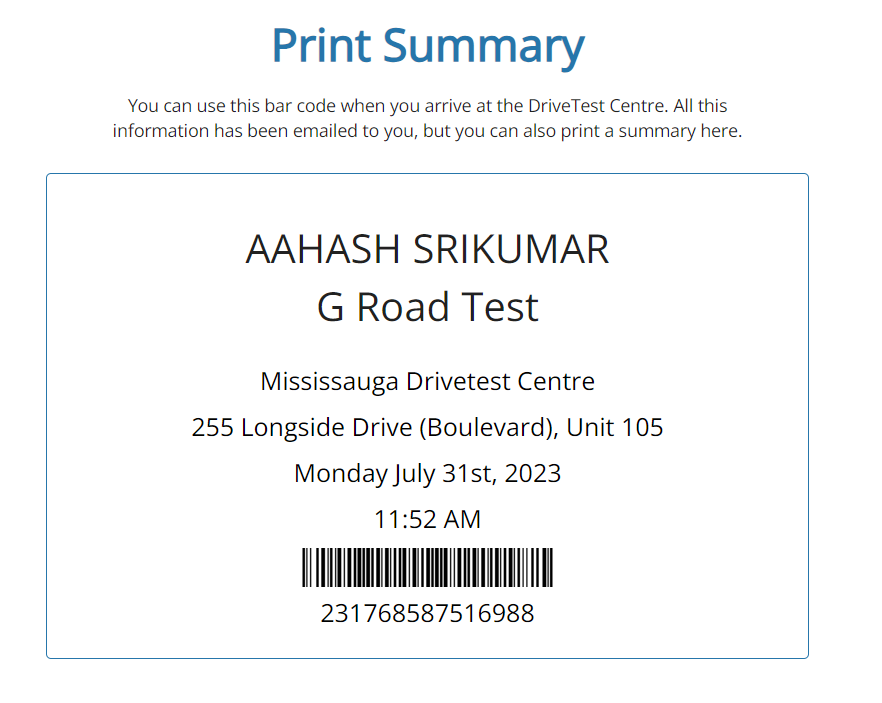 Print Summary
You can use this bar code when you arrive at the DriveTest Centre. All this
information has been emailed to you, but you can also print a summary here.
AAHASH SRIKUMAR
G Road Test
Mississauga Drivetest Centre
255 Longside Drive (Boulevard), Unit 105
Monday July 31st, 2023
11:52 AM
231768587516988